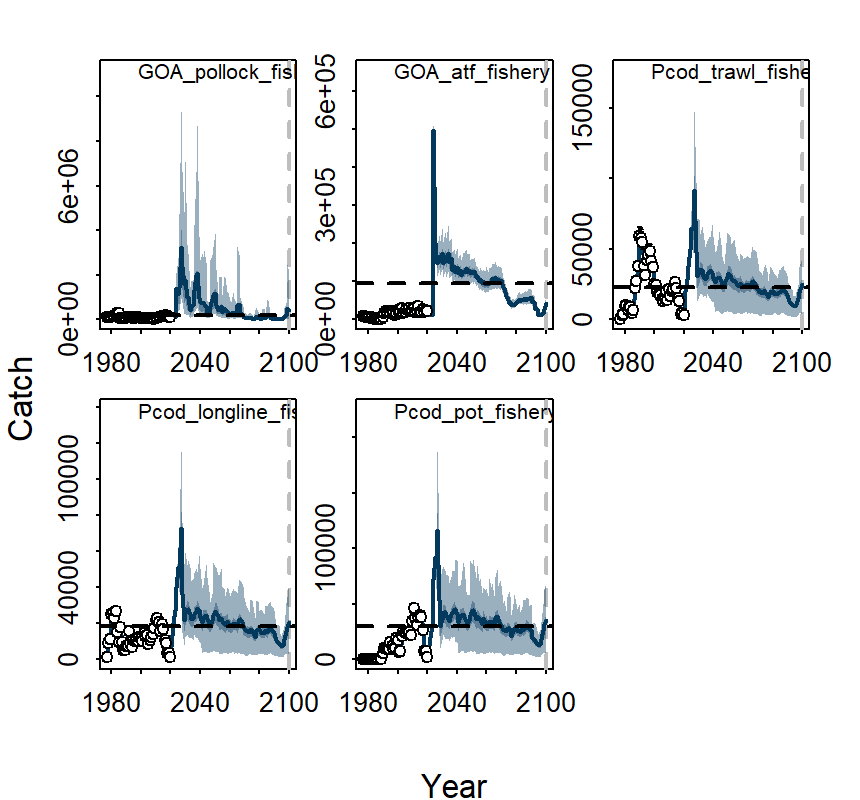 GOA_pollock_fis
GOA_atf_fishery
Pcod_trawl_fishe
0e+00
6e+06
0e+00
3e+05
6e+05
0
50000
150000
1980 2040 2100
1980 2040 2100
1980 2040 2100
Catch
Pcod_longline_fis
Pcod_pot_fishery
0
40000
100000
0
100000
1980 2040 2100
1980 2040 2100
Year